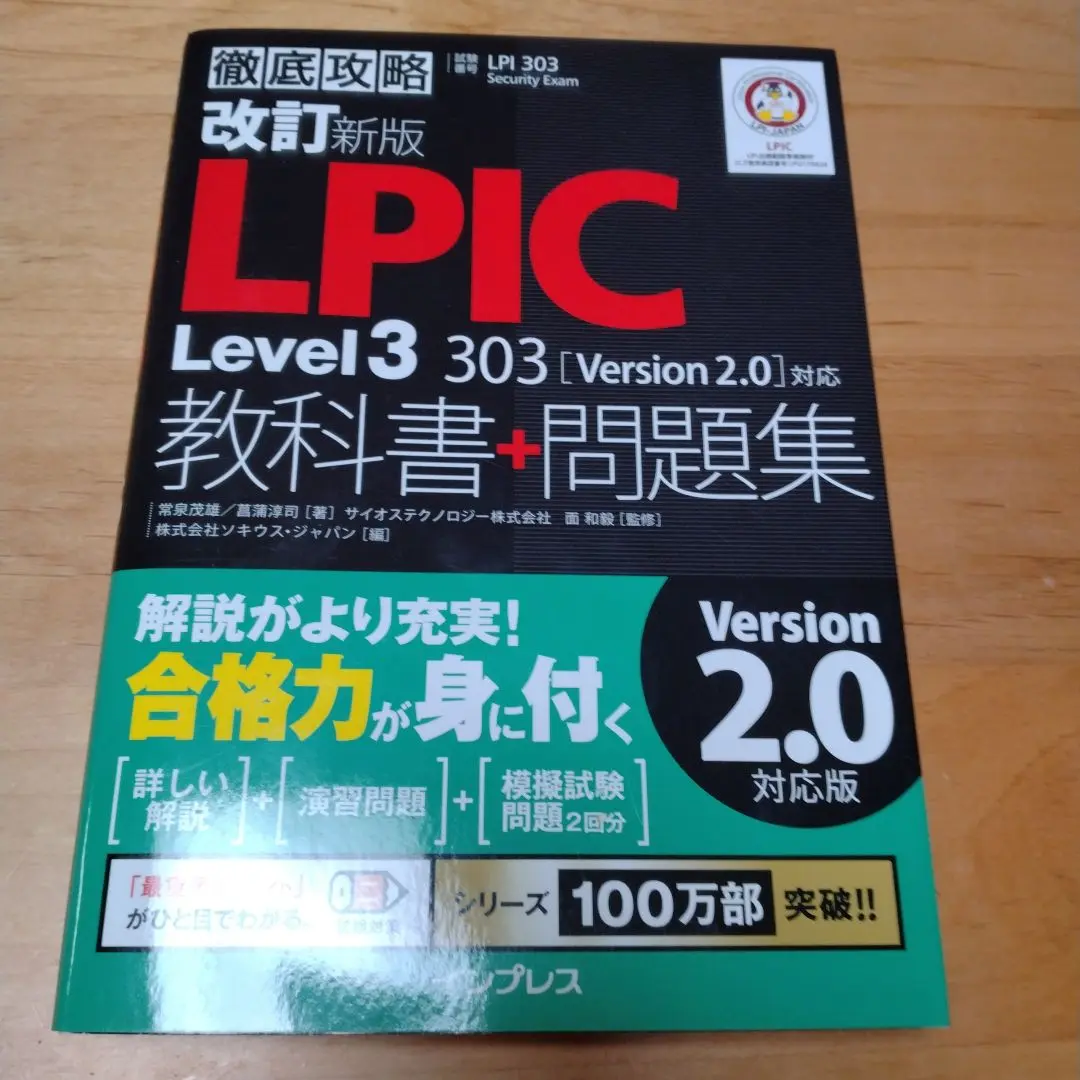 徹底攻略
試験番号 LPI 303
Security Exam
改訂新版
LPI-JAPAN
LPIC
LPIC
Level3 303[Version 2.0]対応
教科書+問題集
常泉茂雄/菖蒲淳司[著] サイオステクノロジー株式会社 面 和毅[監修]
株式会社ソキウス・ジャパン[編]
解説がより充実!
合格力が身に付く
Version
2.0
対応版
[詳しい解説]+[演習問題]+[模擬試験問題2回分]
がひと目でわかる
シリーズ 100万部 突破!!
インプレス